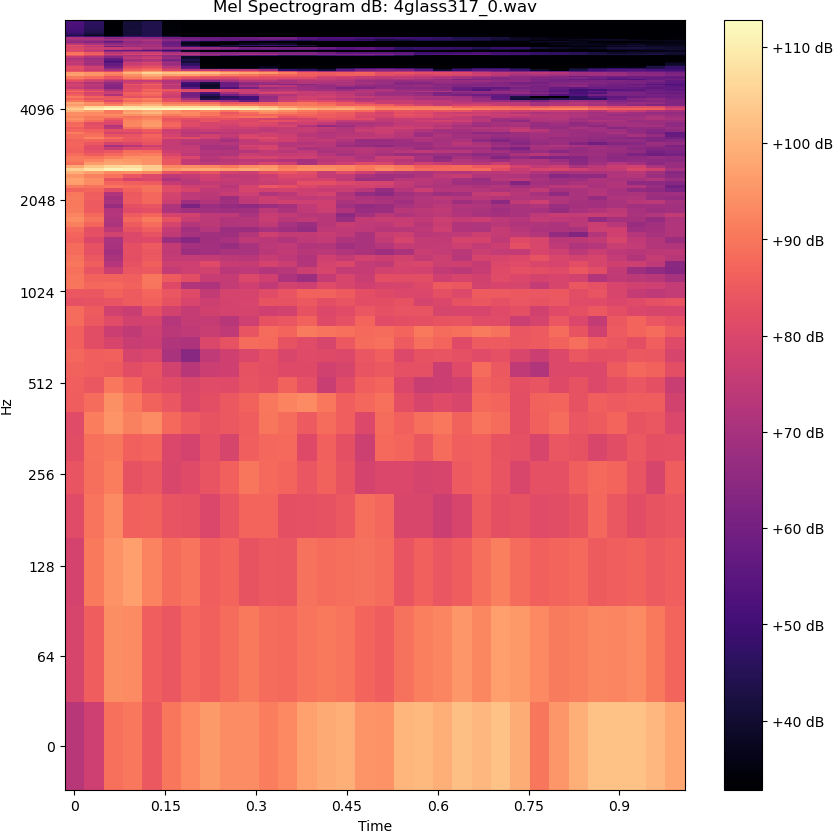 Mel Spectrogram dB: 4glass317_0.wav
+110 dB
4096
+100 dB
2048
+90 dB
1024
+80 dB
512
Hz
+70 dB
256
+60 dB
128
+50 dB
64
+40 dB
0
0 0.15 0.3 0.45 0.6 0.75 0.9
Time